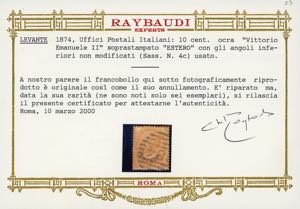 RAYBAUDI
EXPERTS
LEVANTE 1874, Uffici Postali Italiani: 10 cent. ocra "Vittorio
Emanuele II" soprastampato "ESTERO" con gli angoli infe-
riori non modificati (Sass. N. 4c) usato.
A nostro parere il francobollo qui sotto fotograficamente ripro-
dotto è originale così come il suo annullamento. E' riparato ma,
data la sua rarità (ne sono noti solo sei esemplari), si rilascia
il presente certificato per attestarne l'autenticità.
Roma, 10 marzo 2000
ROMA